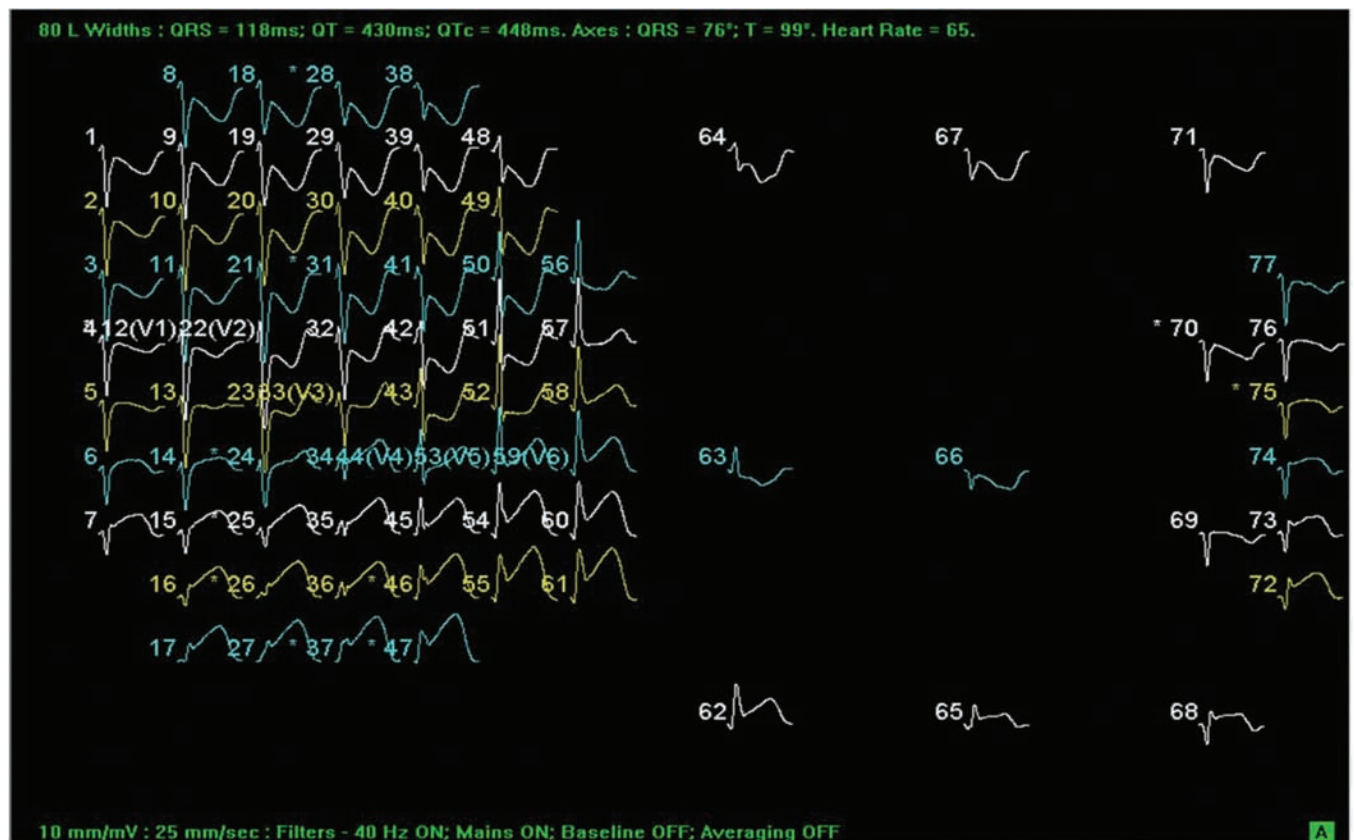 80 L Widths : QRS = 118ms; QT = 430ms; QTc = 448ms. Axes : QRS = 76°; T = 99°. Heart Rate = 65.
8 18 * 28 38
1 9 19 29 39 48 64 67 71
2 10 20 30 40 49
3 11 21 * 31 41 50 56 77
4 12(V1) 22(V2) 32 42 51 57 * 70 76
5 13 23 33(V3) 43 52 58 * 75
6 14 * 24 34 44(V4) 53(V5) 59(V6) 63 66 74
7 15 * 25 35 45 54 60 69 73
16 * 26 36 * 46 55 61 72
17 27 * 37 * 47
62 65 68
10 mm/mV : 25 mm/sec : Filters - 40 Hz ON; Mains ON; Baseline OFF; Averaging OFF A